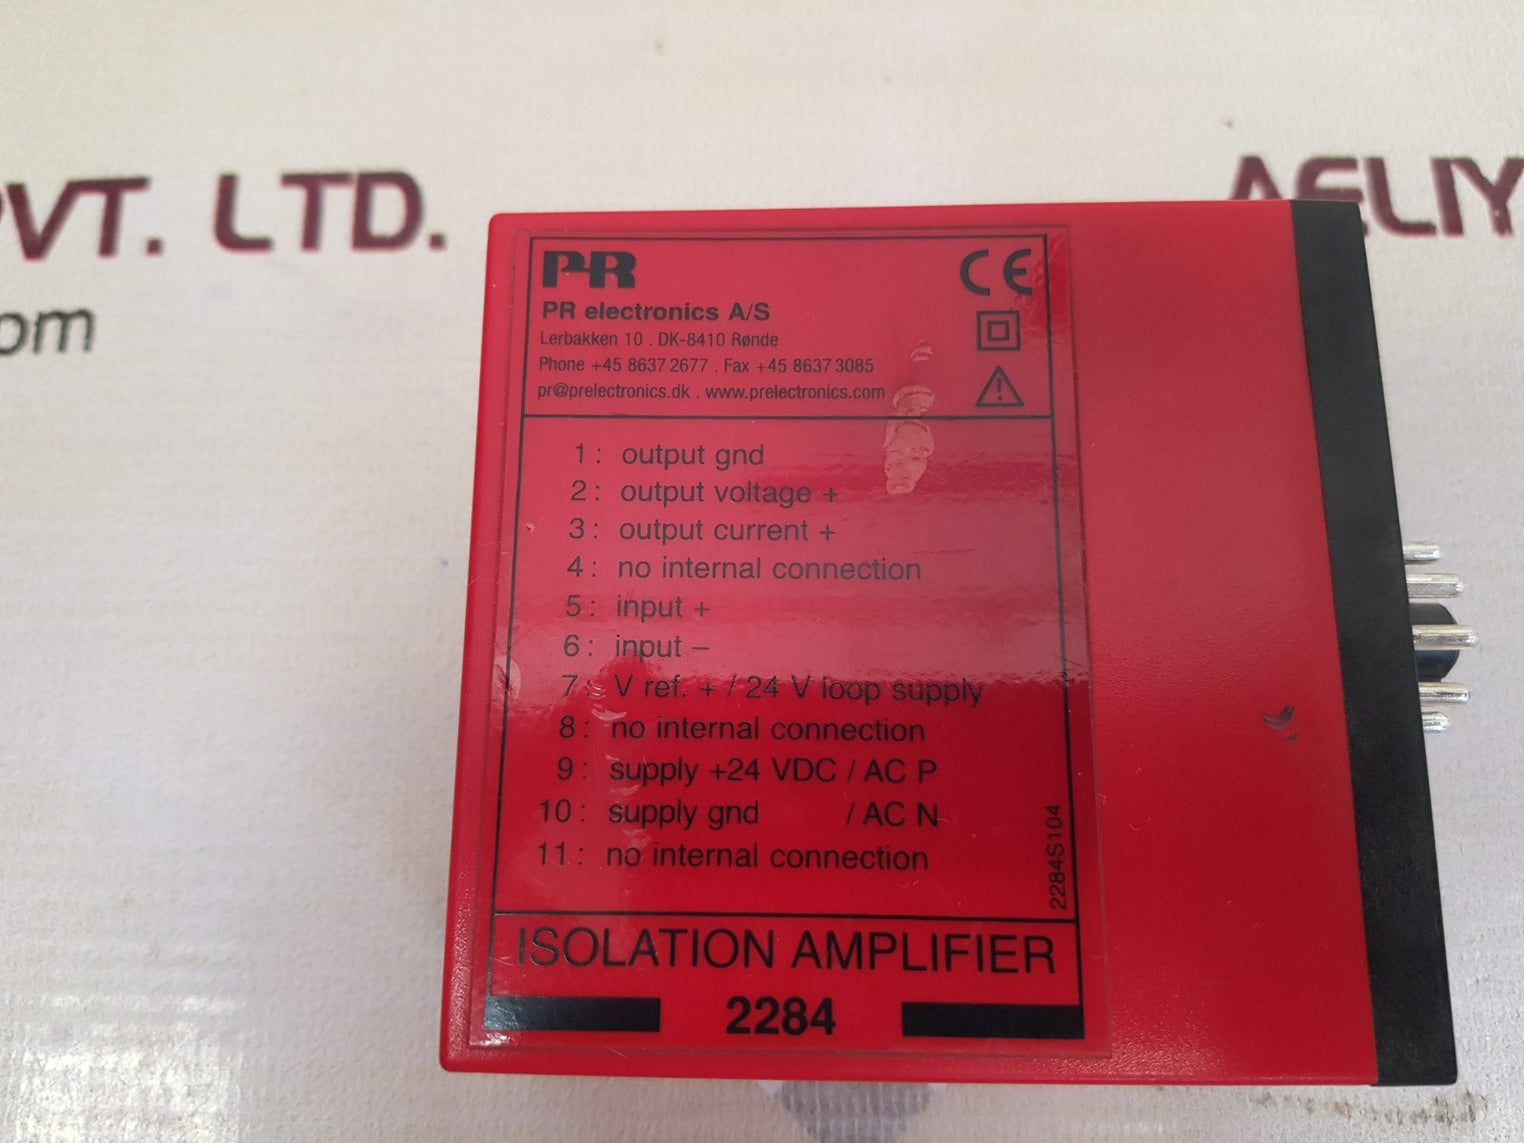 PVT. LTD.
AELIY
om
PR
CE
PR electronics A/S
Lerbakken 10 . DK-8410 Rønde
Phone +45 8637 2677 . Fax +45 8637 3085
pr@prelectronics.dk . www.prelectronics.com
1 : output gnd
2 : output voltage +
3 : output current +
4 : no internal connection
5 : input +
6 : input –
7 : V ref. + / 24 V loop supply
8 : no internal connection
9 : supply +24 VDC / AC P
10 : supply gnd / AC N
11 : no internal connection
2284S104
ISOLATION AMPLIFIER
2284